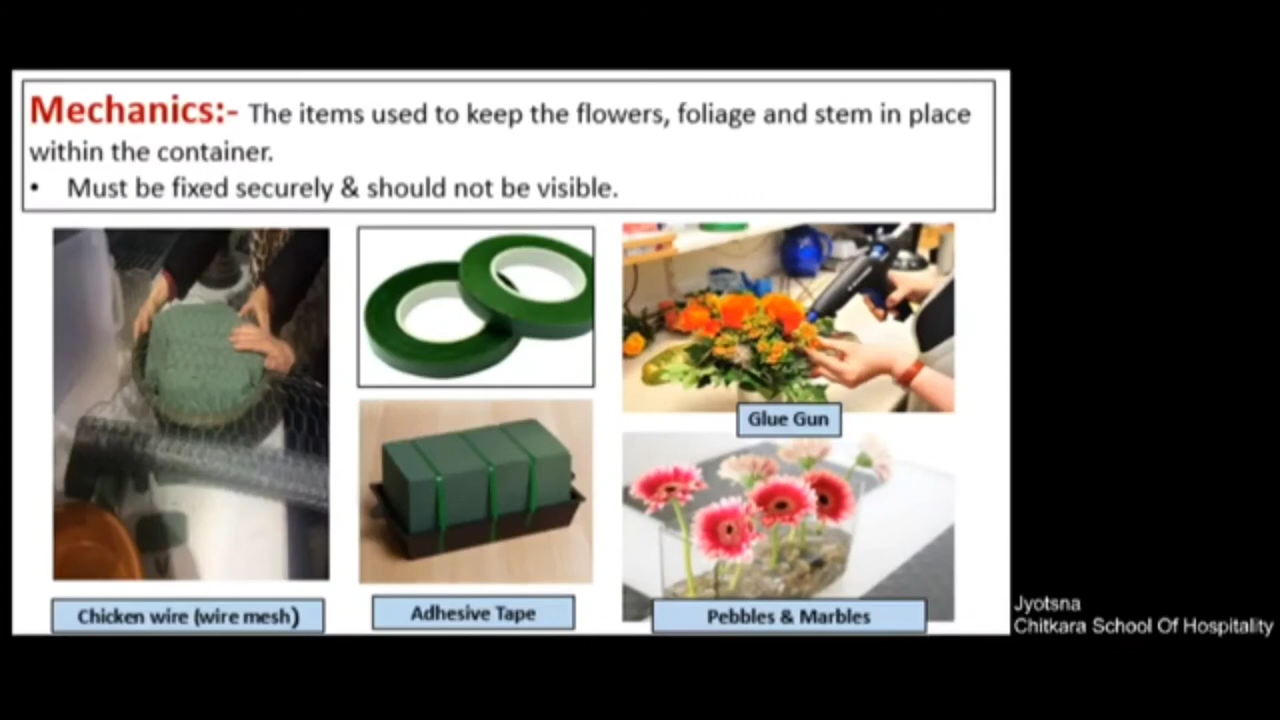 Mechanics:- The items used to keep the flowers, foliage and stem in place
within the container.
• Must be fixed securely & should not be visible.
Glue Gun
Chicken wire (wire mesh)
Adhesive Tape
Pebbles & Marbles
Jyotsna
Chitkara School Of Hospitality